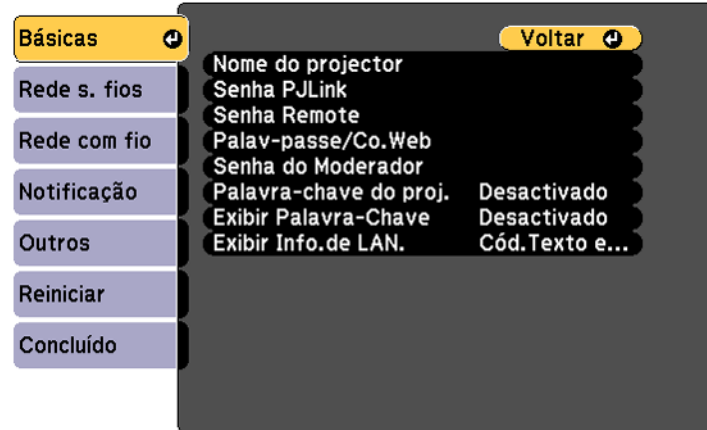 Básicas
Rede s. fios
Rede com fio
Notificação
Outros
Reiniciar
Concluído
Voltar
Nome do projector
Senha PJLink
Senha Remote
Palav-passe/Co.Web
Senha do Moderador
Palavra-chave do proj. Desactivado
Exibir Palavra-Chave Desactivado
Exibir Info.de LAN. Cód.Texto e...